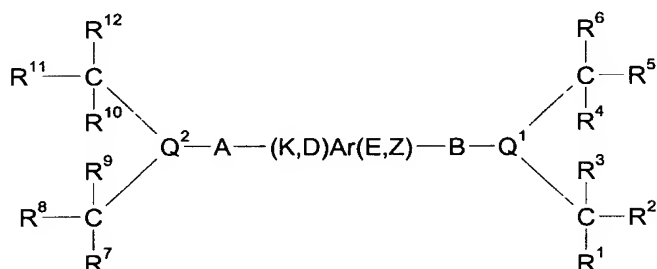 R¹² R⁶
R¹¹—C C—R⁵
R¹⁰ R⁴
Q²—A—(K,D)Ar(E,Z)—B—Q¹
R⁹ R³
R⁸—C C—R²
R⁷ R¹